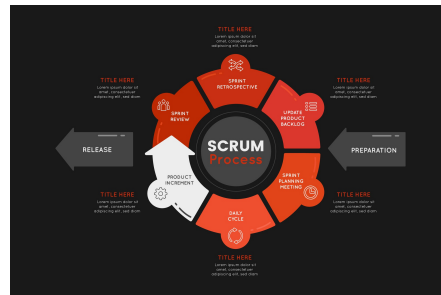 TITLE HERE
Lorem ipsum dolor sit
amet, consectetuer
adipiscing elit, sed diam
SPRINT
RETROSPECTIVE
TITLE HERE
Lorem ipsum dolor sit
amet, consectetuer
adipiscing elit, sed diam
SPRINT
REVIEW
UPDATE
PRODUCT
BACKLOG
TITLE HERE
Lorem ipsum dolor sit
amet, consectetuer
adipiscing elit, sed diam
RELEASE
SCRUM
Process
PREPARATION
PRODUCT
INCREMENT
SPRINT
PLANNING
MEETING
TITLE HERE
Lorem ipsum dolor sit
amet, consectetuer
adipiscing elit, sed diam
TITLE HERE
Lorem ipsum dolor sit
amet, consectetuer
adipiscing elit, sed diam
DAILY
CYCLE
TITLE HERE
Lorem ipsum dolor sit
amet, consectetuer
adipiscing elit, sed diam